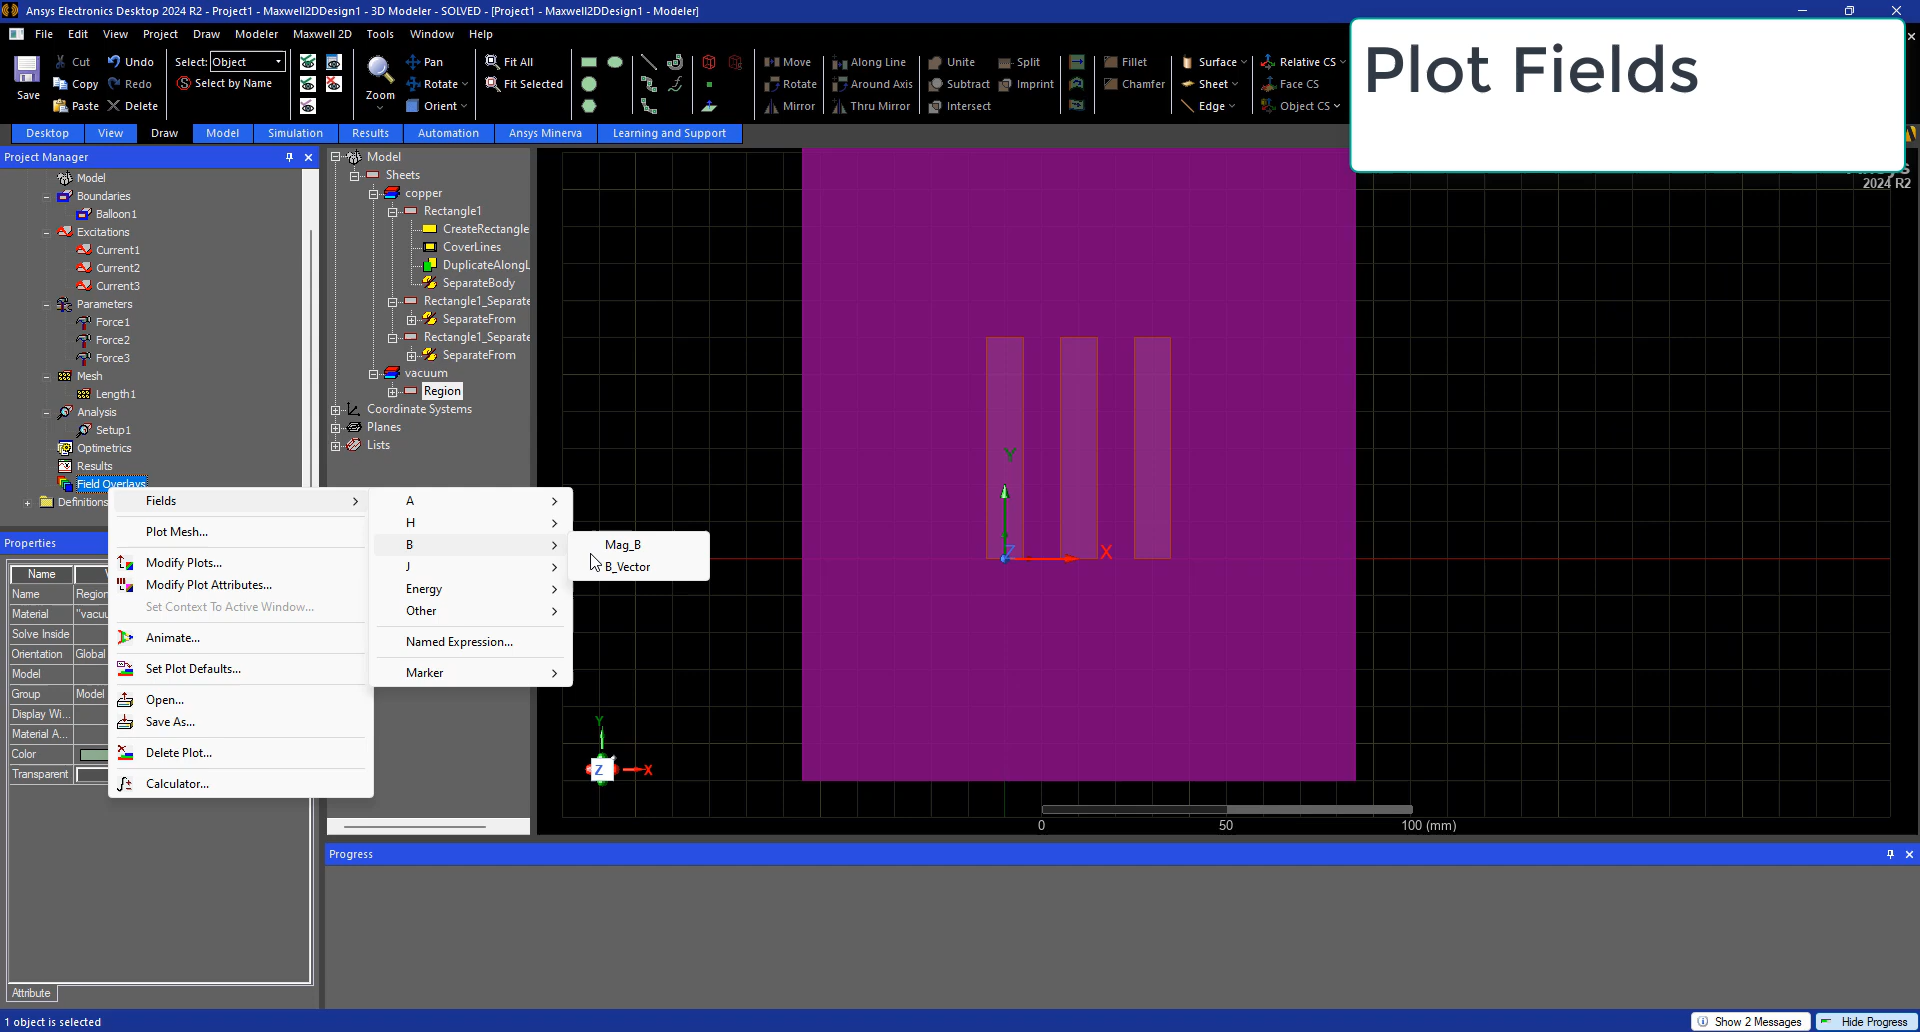 Ansys Electronics Desktop 2024 R2 - Project1 - Maxwell2DDesign1 - 3D Modeler - SOLVED - [Project1 - Maxwell2DDesign1 - Modeler]
File Edit View Project Draw Modeler Maxwell 2D Tools Window Help
Plot Fields
Save
Cut Undo
Copy Redo
Paste Delete
Select: Object
Select by Name
Zoom
Pan
Rotate
Orient
Fit All
Fit Selected
Move Along Line Unite Split Fillet Surface Relative CS
Rotate Around Axis Subtract Imprint Chamfer Sheet Face CS
Mirror Thru Mirror Intersect Edge Object CS
Desktop View Draw Model Simulation Results Automation Ansys Minerva Learning and Support
2024 R2
Project Manager
Model
Boundaries
Balloon1
Excitations
Current1
Current2
Current3
Parameters
Force1
Force2
Force3
Mesh
Length1
Analysis
Setup1
Optimetrics
Results
Field Overlays
Definitions
Model
Sheets
copper
Rectangle1
CreateRectangle
CoverLines
DuplicateAlongL
SeparateBody
Rectangle1_Separate
SeparateFrom
Rectangle1_Separate
SeparateFrom
vacuum
Region
Coordinate Systems
Planes
Lists
Fields
Plot Mesh...
Modify Plots...
Modify Plot Attributes...
Set Context To Active Window...
Animate...
Set Plot Defaults...
Open...
Save As...
Delete Plot...
Calculator...
A
H
B
J
Energy
Other
Named Expression...
Marker
Mag_B
B_Vector
Properties
Name
Name Region
Material "vacuu
Solve Inside
Orientation Global
Model
Group Model
Display Wi...
Material A...
Color
Transparent
Attribute
Y
Z
X
Y
Z
X
0 50 100 (mm)
Progress
1 object is selected
Show 2 Messages
Hide Progress